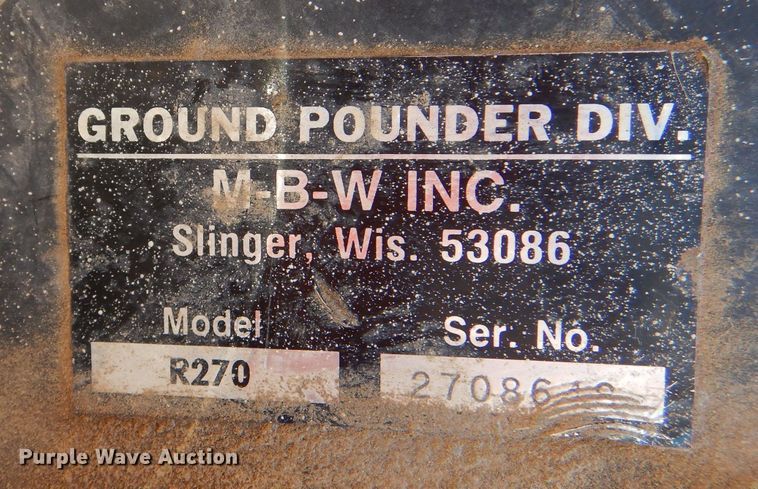 GROUND POUNDER DIV.
M-B-W INC.
Slinger, Wis. 53086
Model Ser. No.
R270
Purple Wave Auction